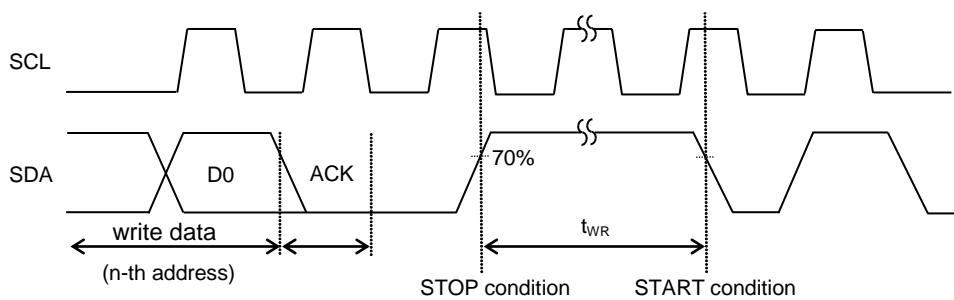 SCL
SDA
D0
ACK
70%
write data
(n-th address)
tWR
STOP condition
START condition